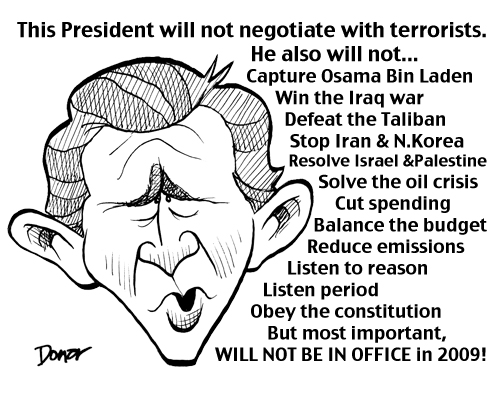 This President will not negotiate with terrorists.
He also will not...
Capture Osama Bin Laden
Win the Iraq war
Defeat the Taliban
Stop Iran & N.Korea
Resolve Israel &Palestine
Solve the oil crisis
Cut spending
Balance the budget
Reduce emissions
Listen to reason
Listen period
Obey the constitution
But most important,
WILL NOT BE IN OFFICE in 2009!
Donar